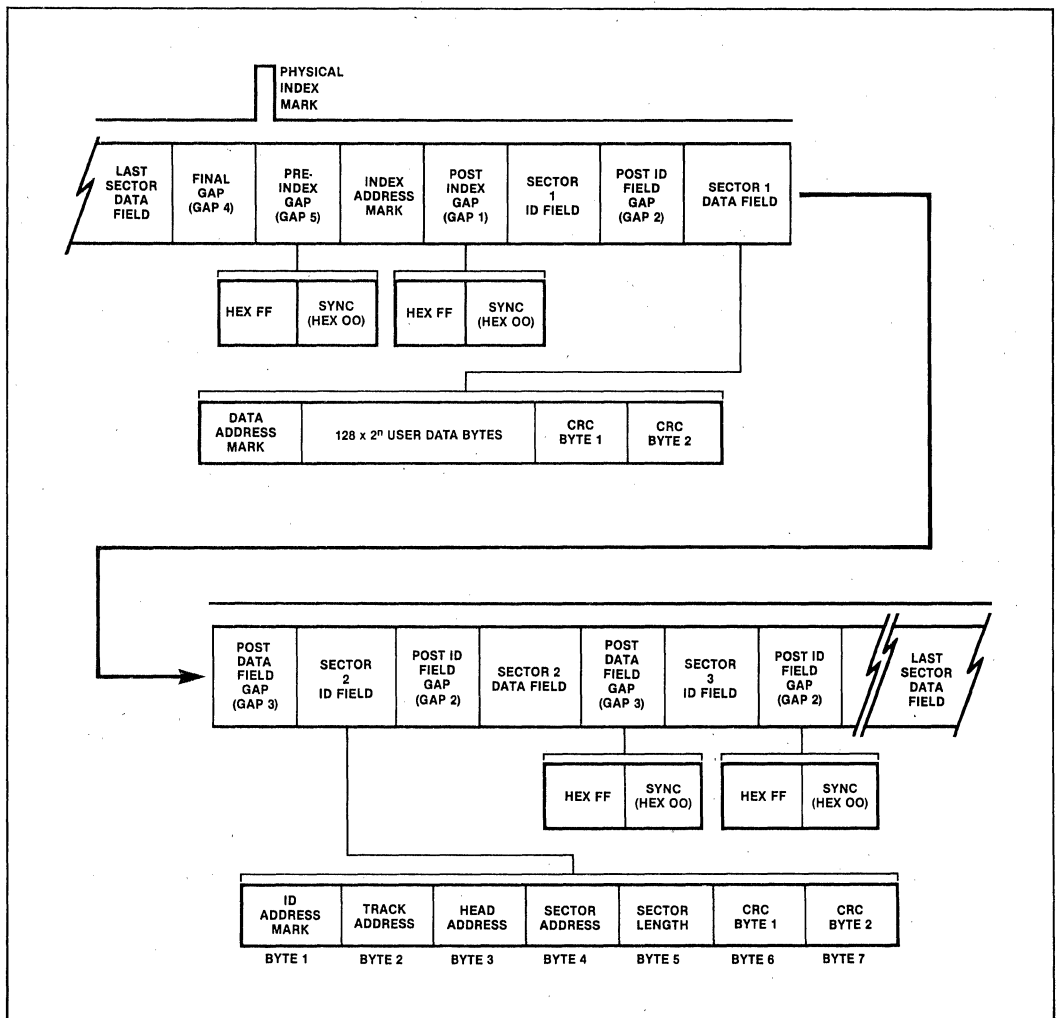 PHYSICAL
INDEX
MARK
LAST
SECTOR
DATA
FIELD
FINAL
GAP
(GAP 4)
PRE-
INDEX
GAP
(GAP 5)
INDEX
ADDRESS
MARK
POST
INDEX
GAP
(GAP 1)
SECTOR
1
ID FIELD
POST ID
FIELD
GAP
(GAP 2)
SECTOR 1
DATA FIELD
HEX FF
SYNC
(HEX OO)
HEX FF
SYNC
(HEX OO)
DATA
ADDRESS
MARK
128 x 2ⁿ USER DATA BYTES
CRC
BYTE 1
CRC
BYTE 2
POST
DATA
FIELD
GAP
(GAP 3)
SECTOR
2
ID FIELD
POST ID
FIELD
GAP
(GAP 2)
SECTOR 2
DATA FIELD
POST
DATA
FIELD
GAP
(GAP 3)
SECTOR
3
ID FIELD
POST ID
FIELD
GAP
(GAP 2)
LAST
SECTOR
DATA
FIELD
HEX FF
SYNC
(HEX OO)
HEX FF
SYNC
(HEX OO)
ID
ADDRESS
MARK
TRACK
ADDRESS
HEAD
ADDRESS
SECTOR
ADDRESS
SECTOR
LENGTH
CRC
BYTE 1
CRC
BYTE 2
BYTE 1
BYTE 2
BYTE 3
BYTE 4
BYTE 5
BYTE 6
BYTE 7